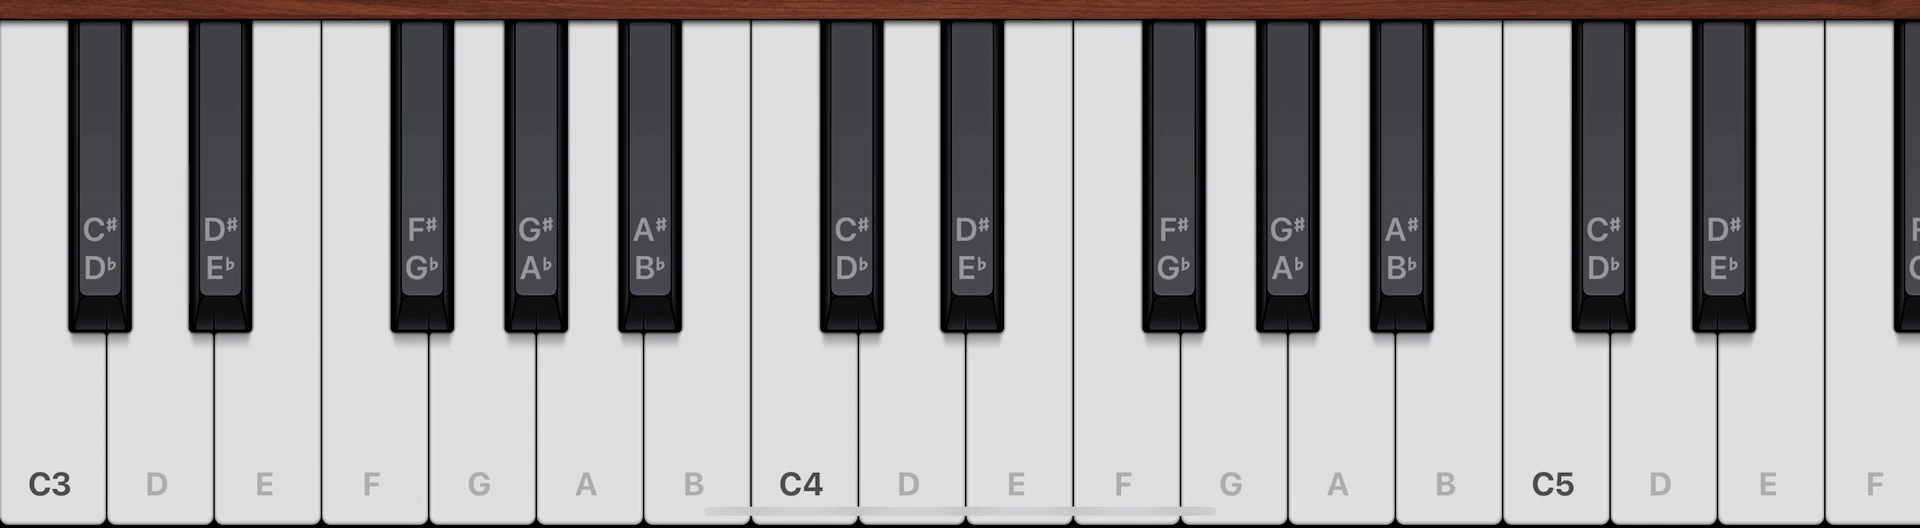 C♯ D♯ F♯ G♯ A♯ C♯ D♯ F♯ G♯ A♯ C♯ D♯
D♭ E♭ G♭ A♭ B♭ D♭ E♭ G♭ A♭ B♭ D♭ E♭
C3 D E F G A B C4 D E F G A B C5 D E F